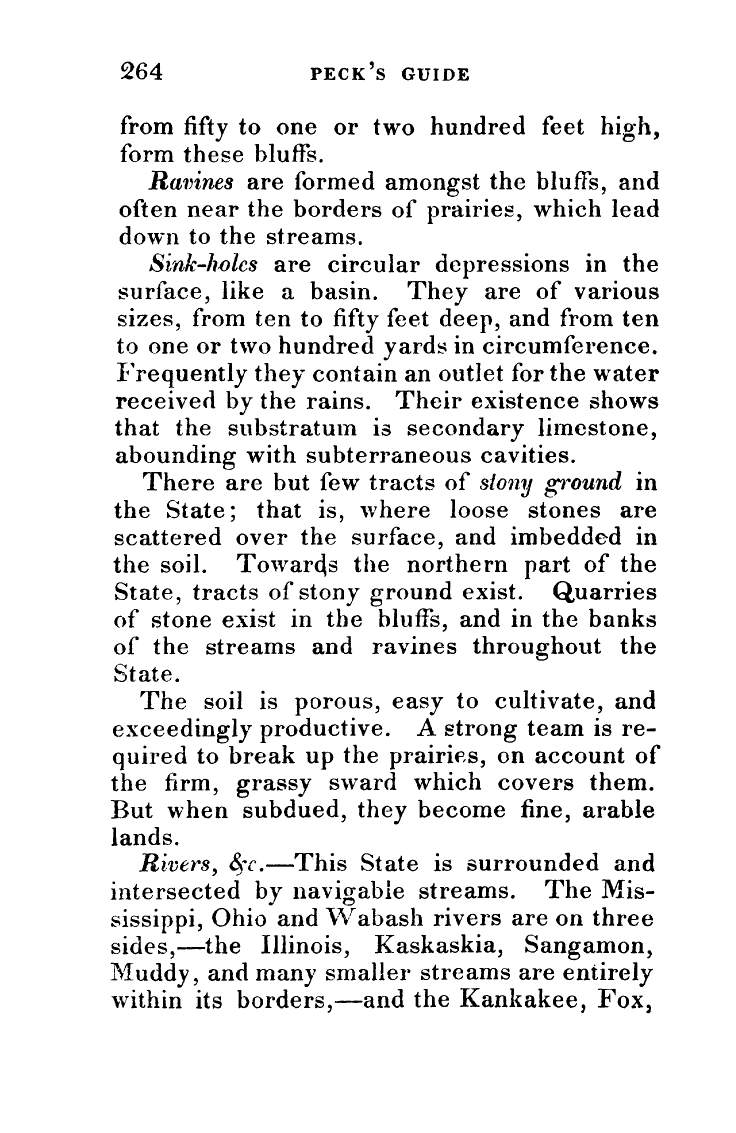 264 PECK'S GUIDE
from fifty to one or two hundred feet high,
form these bluffs.
Ravines are formed amongst the bluffs, and
often near the borders of prairies, which lead
down to the streams.
Sink-holes are circular depressions in the
surface, like a basin. They are of various
sizes, from ten to fifty feet deep, and from ten
to one or two hundred yards in circumference.
Frequently they contain an outlet for the water
received by the rains. Their existence shows
that the substratum is secondary limestone,
abounding with subterraneous cavities.
There are but few tracts of stony ground in
the State; that is, where loose stones are
scattered over the surface, and imbedded in
the soil. Towards the northern part of the
State, tracts of stony ground exist. Quarries
of stone exist in the bluffs, and in the banks
of the streams and ravines throughout the
State.
The soil is porous, easy to cultivate, and
exceedingly productive. A strong team is re-
quired to break up the prairies, on account of
the firm, grassy sward which covers them.
But when subdued, they become fine, arable
lands.
Rivers, &c.—This State is surrounded and
intersected by navigable streams. The Mis-
sissippi, Ohio and Wabash rivers are on three
sides,—the Illinois, Kaskaskia, Sangamon,
Muddy, and many smaller streams are entirely
within its borders,—and the Kankakee, Fox,